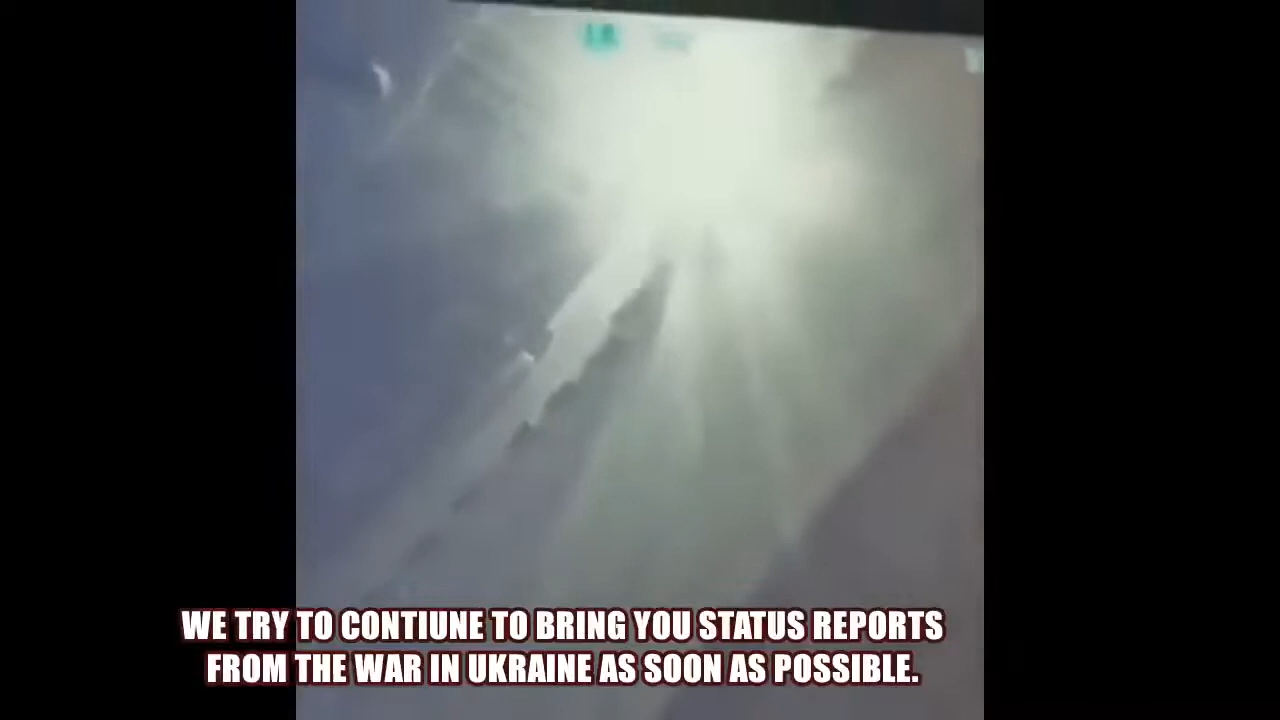 WE TRY TO CONTIUNE TO BRING YOU STATUS REPORTS
FROM THE WAR IN UKRAINE AS SOON AS POSSIBLE.